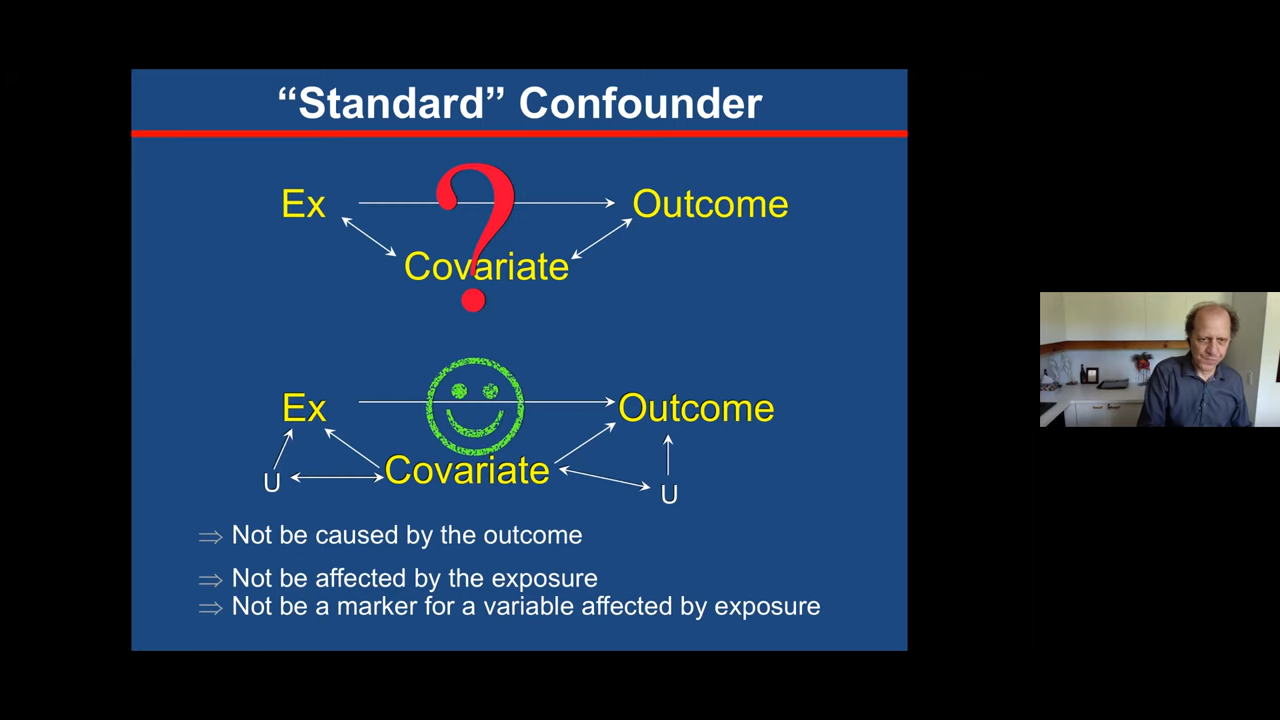 “Standard” Confounder
Ex
Outcome
?
Covariate
Ex
Outcome
Covariate
U
U
⇒ Not be caused by the outcome
⇒ Not be affected by the exposure
⇒ Not be a marker for a variable affected by exposure